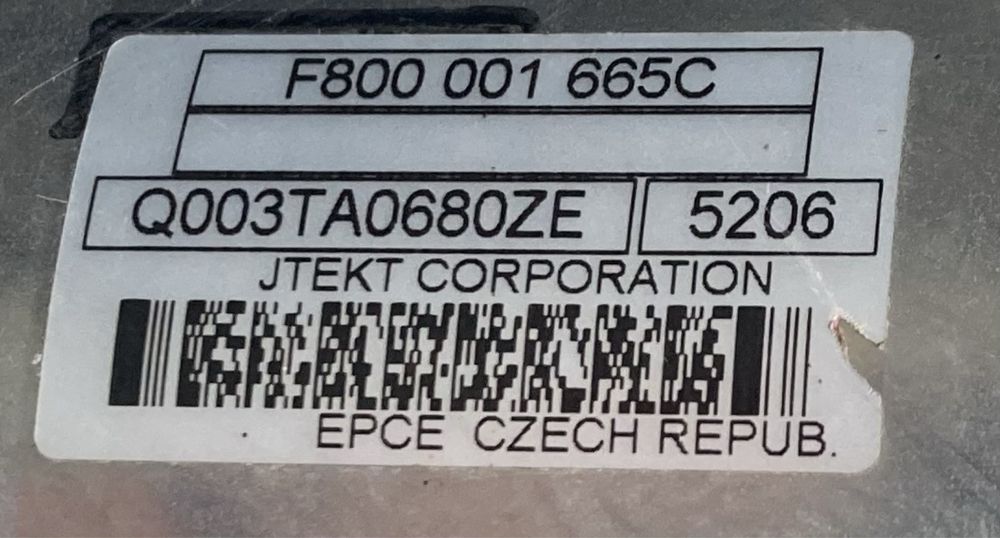 F800 001 665C
Q003TA0680ZE 5206
JTEKT CORPORATION
EPCE CZECH REPUB.